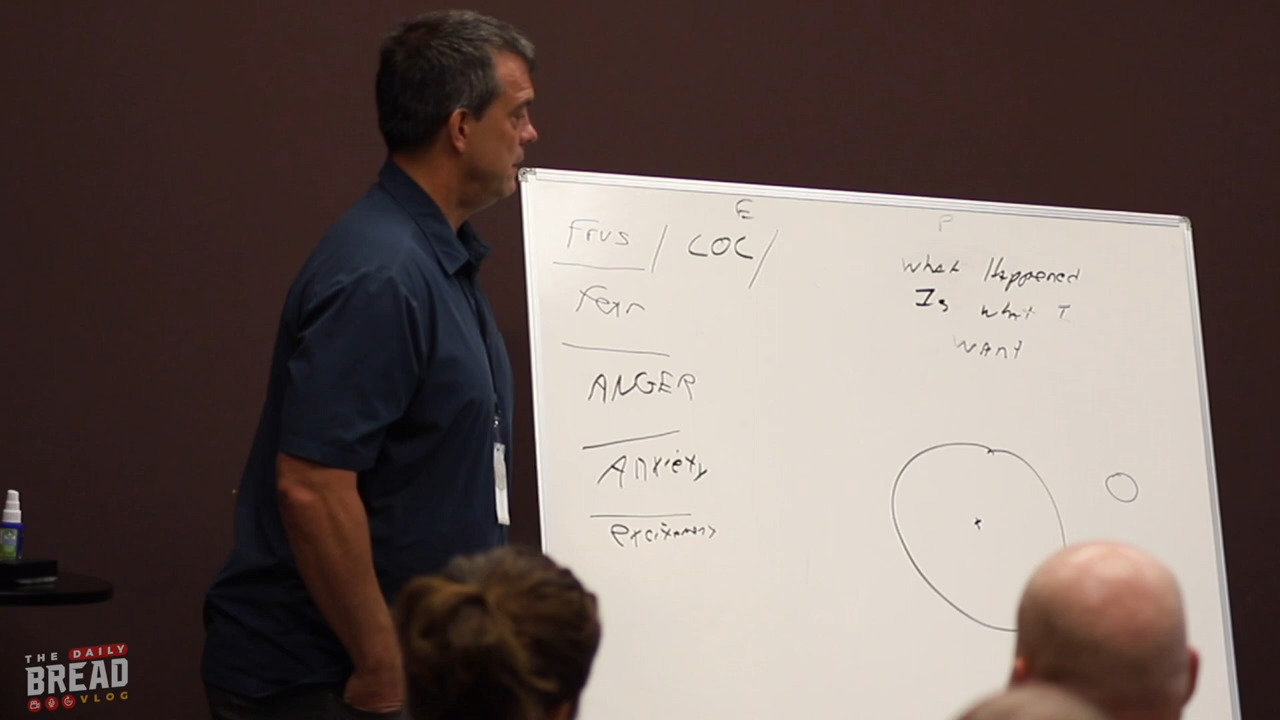 E
P
Frus / COC /
Fear
ANGER
Anxiety
excitement
What Happened
Is what I
want
THE DAILY
BREAD
VLOG